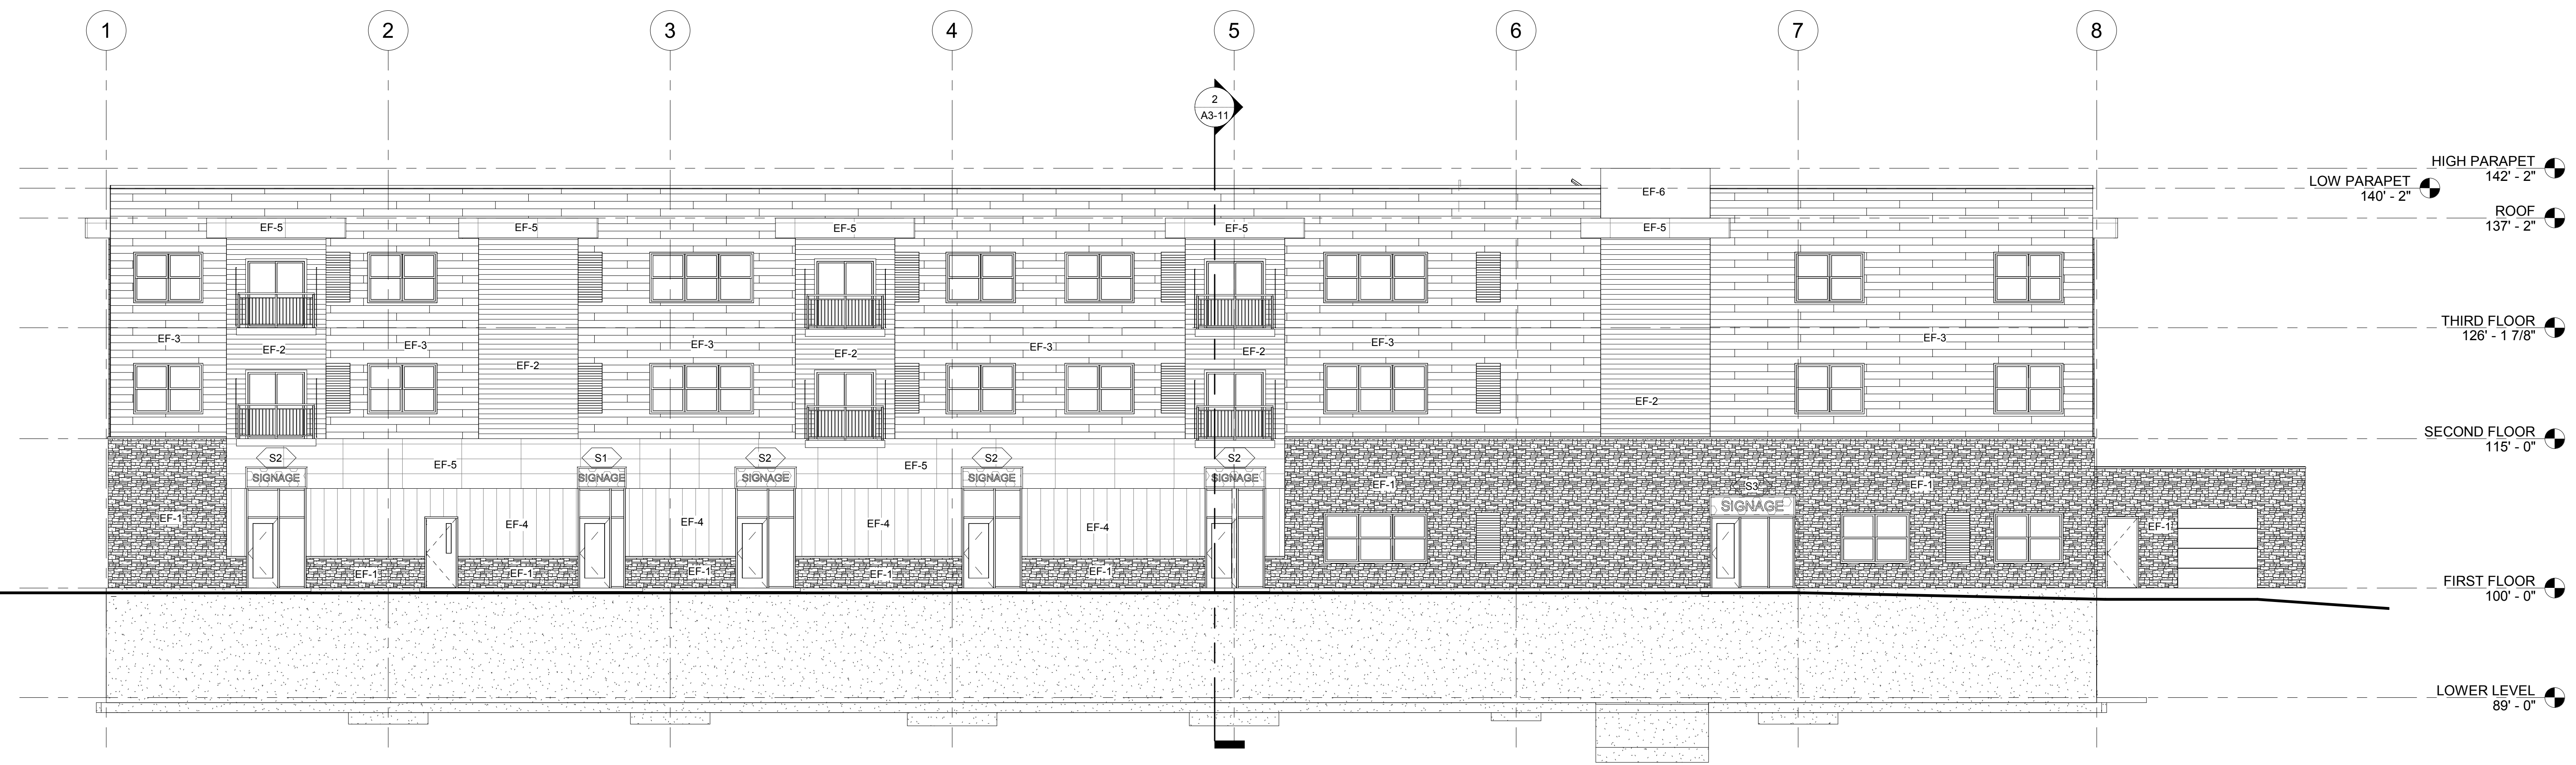 1 2 3 4 5 6 7 8
2
A3-11
HIGH PARAPET
142' - 2"
LOW PARAPET
140' - 2"
EF-6
ROOF
137' - 2"
EF-5 EF-5 EF-5 EF-5 EF-5
THIRD FLOOR
126' - 1 7/8"
EF-3 EF-2 EF-3 EF-2 EF-3 EF-2 EF-3 EF-2 EF-3 EF-2 EF-3
SECOND FLOOR
115' - 0"
S2 S1 S2 S2 S2
EF-5 EF-5
SIGNAGE SIGNAGE SIGNAGE SIGNAGE SIGNAGE
EF-1 S3 EF-1
SIGNAGE
EF-1 EF-4 EF-4 EF-4 EF-4 EF-1
EF-1 EF-1 EF-1 EF-1 EF-1
FIRST FLOOR
100' - 0"
LOWER LEVEL
89' - 0"